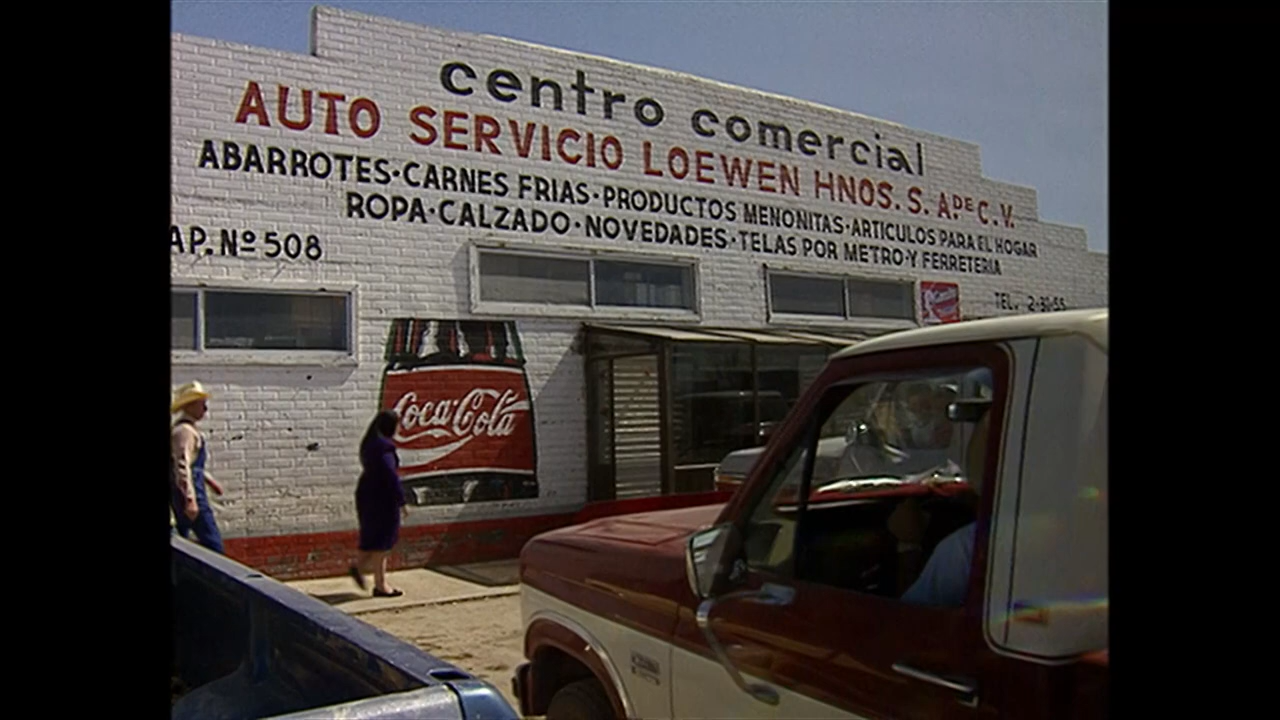 centro comercial
AUTO SERVICIO LOEWEN HNOS. S. A. DE C. V.
ABARROTES·CARNES FRIAS·PRODUCTOS MENONITAS·ARTICULOS PARA EL HOGAR
ROPA·CALZADO·NOVEDADES·TELAS POR METRO·Y FERRETERIA
AP. Nº 508
TEL. 2-30-55
Coca-Cola